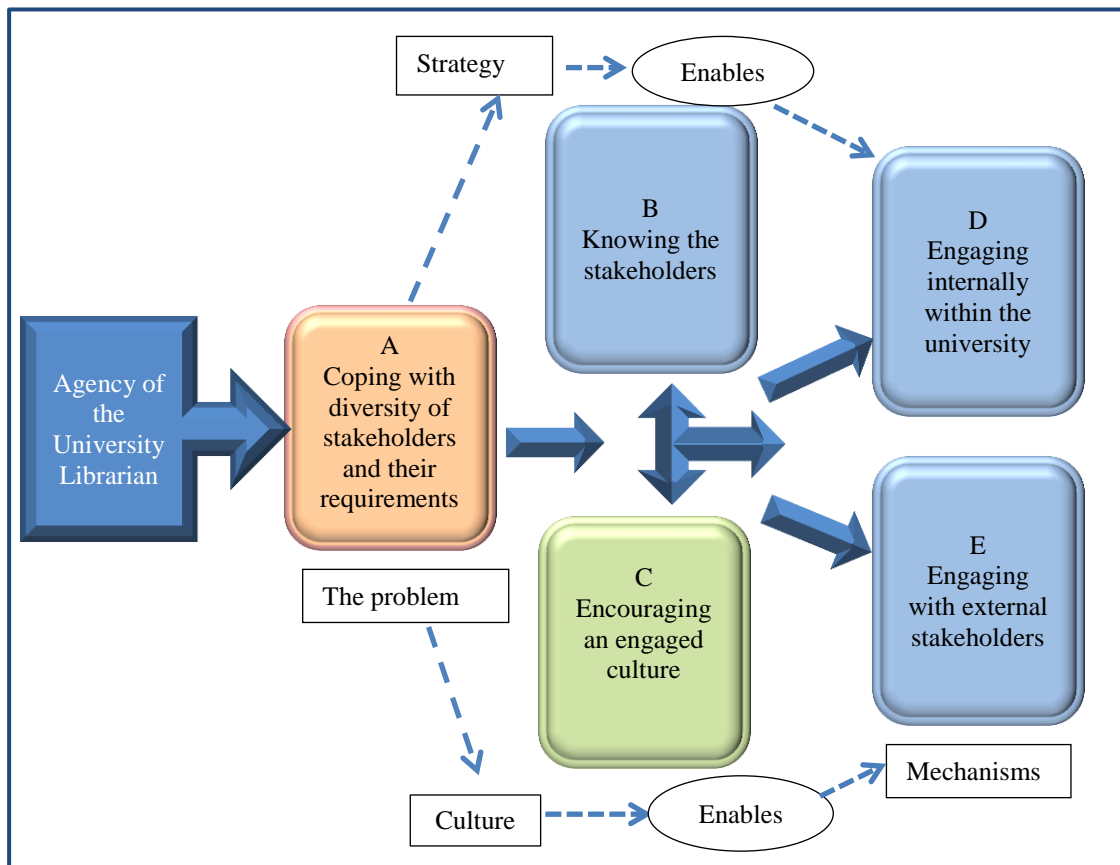 Strategy
Enables
B
Knowing the
stakeholders
D
Engaging
internally
within the
university
Agency of
the
University
Librarian
A
Coping with
diversity of
stakeholders
and their
requirements
The problem
C
Encouraging
an engaged
culture
E
Engaging
with external
stakeholders
Mechanisms
Culture
Enables